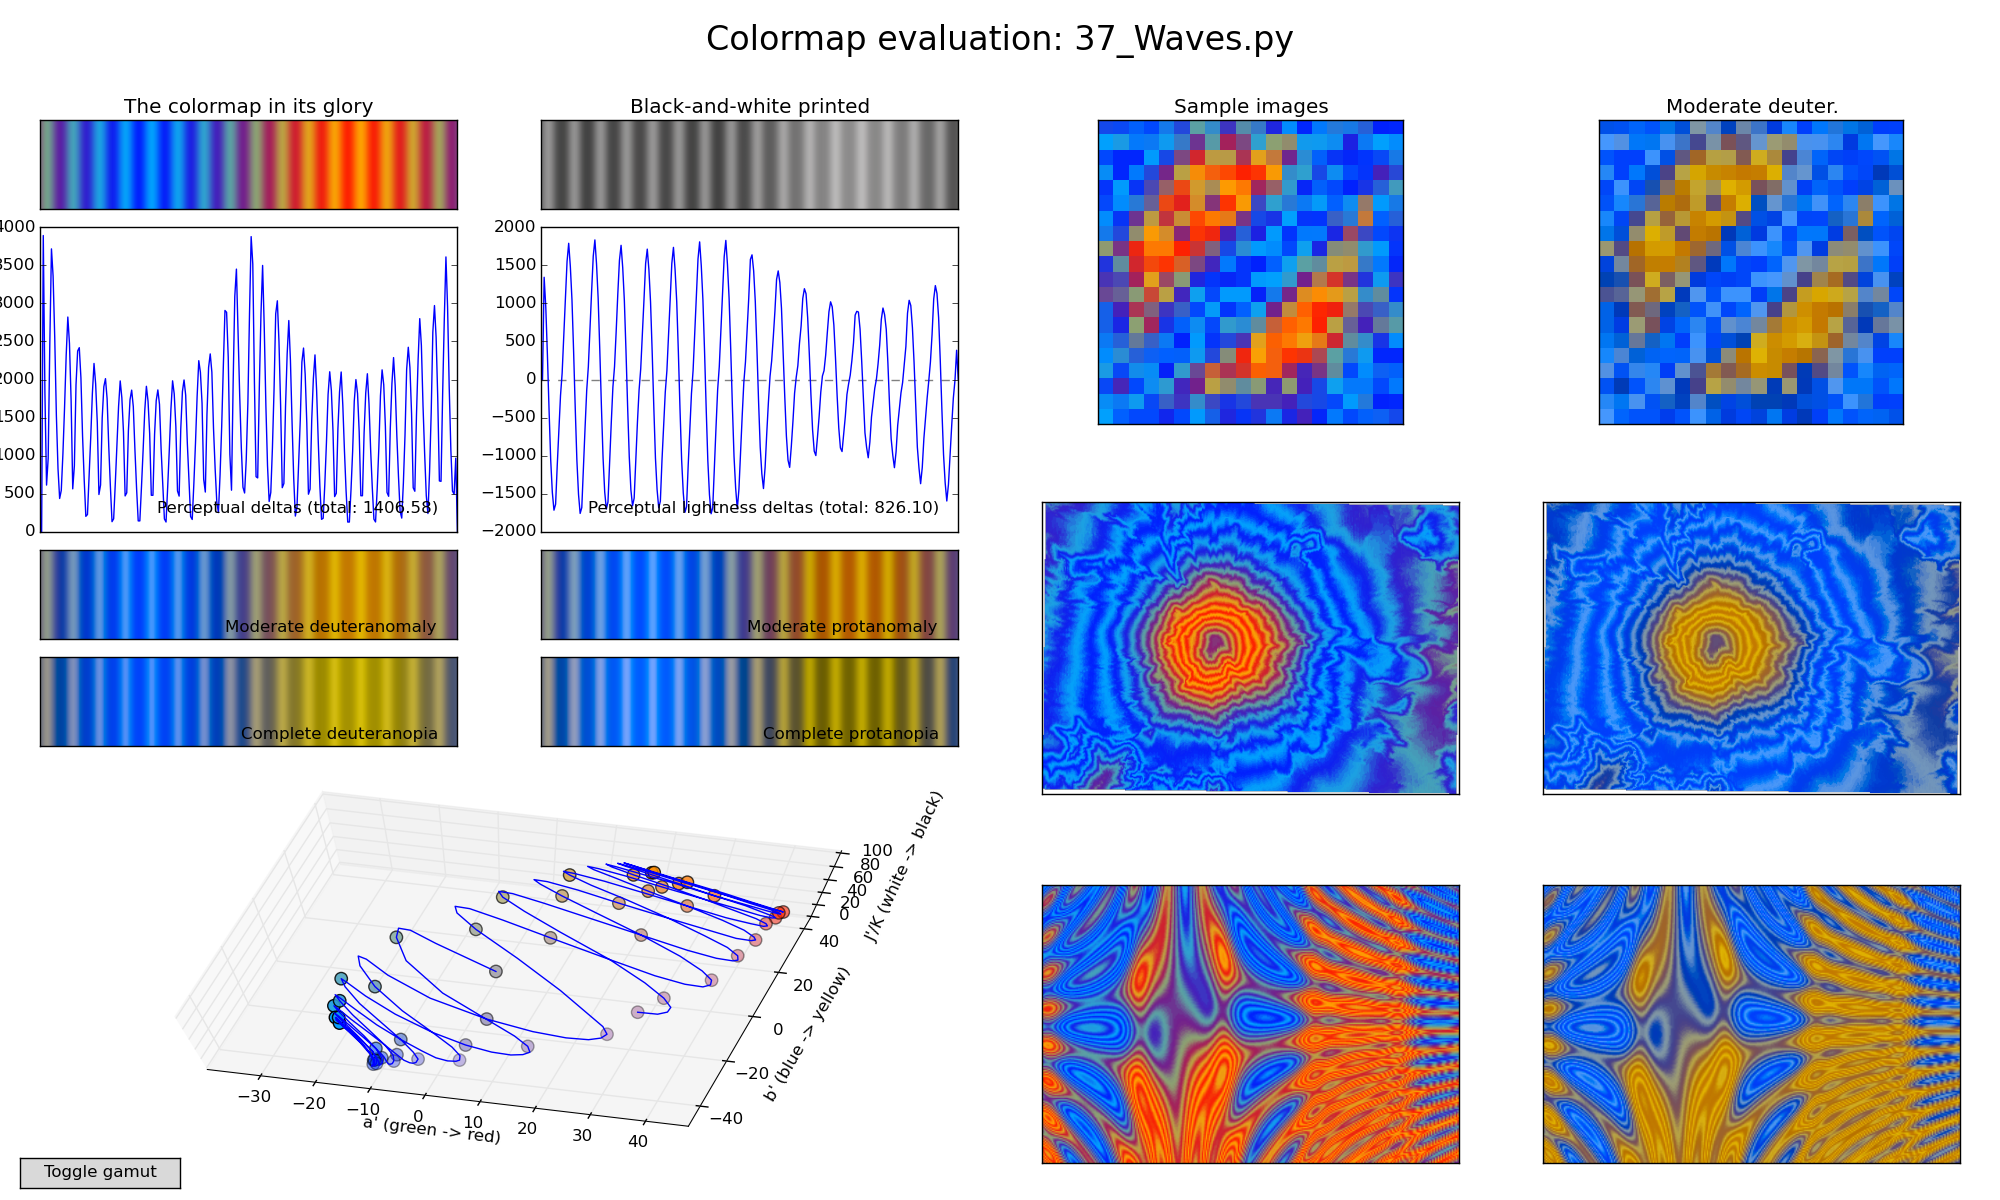 Colormap evaluation: 37_Waves.py
The colormap in its glory
Black-and-white printed
Sample images
Moderate deuter.
4000
3500
3000
2500
2000
1500
1000
500
0
Perceptual deltas (total: 1406.58)
2000
1500
1000
500
0
−500
−1000
−1500
−2000
Perceptual lightness deltas (total: 826.10)
Moderate deuteranomaly
Moderate protanomaly
Complete deuteranopia
Complete protanopia
−30
−20
−10
0
10
20
30
40
a' (green -> red)
−40
−20
0
20
40
b' (blue -> yellow)
0
20
40
60
80
100
J'/K (white -> black)
Toggle gamut